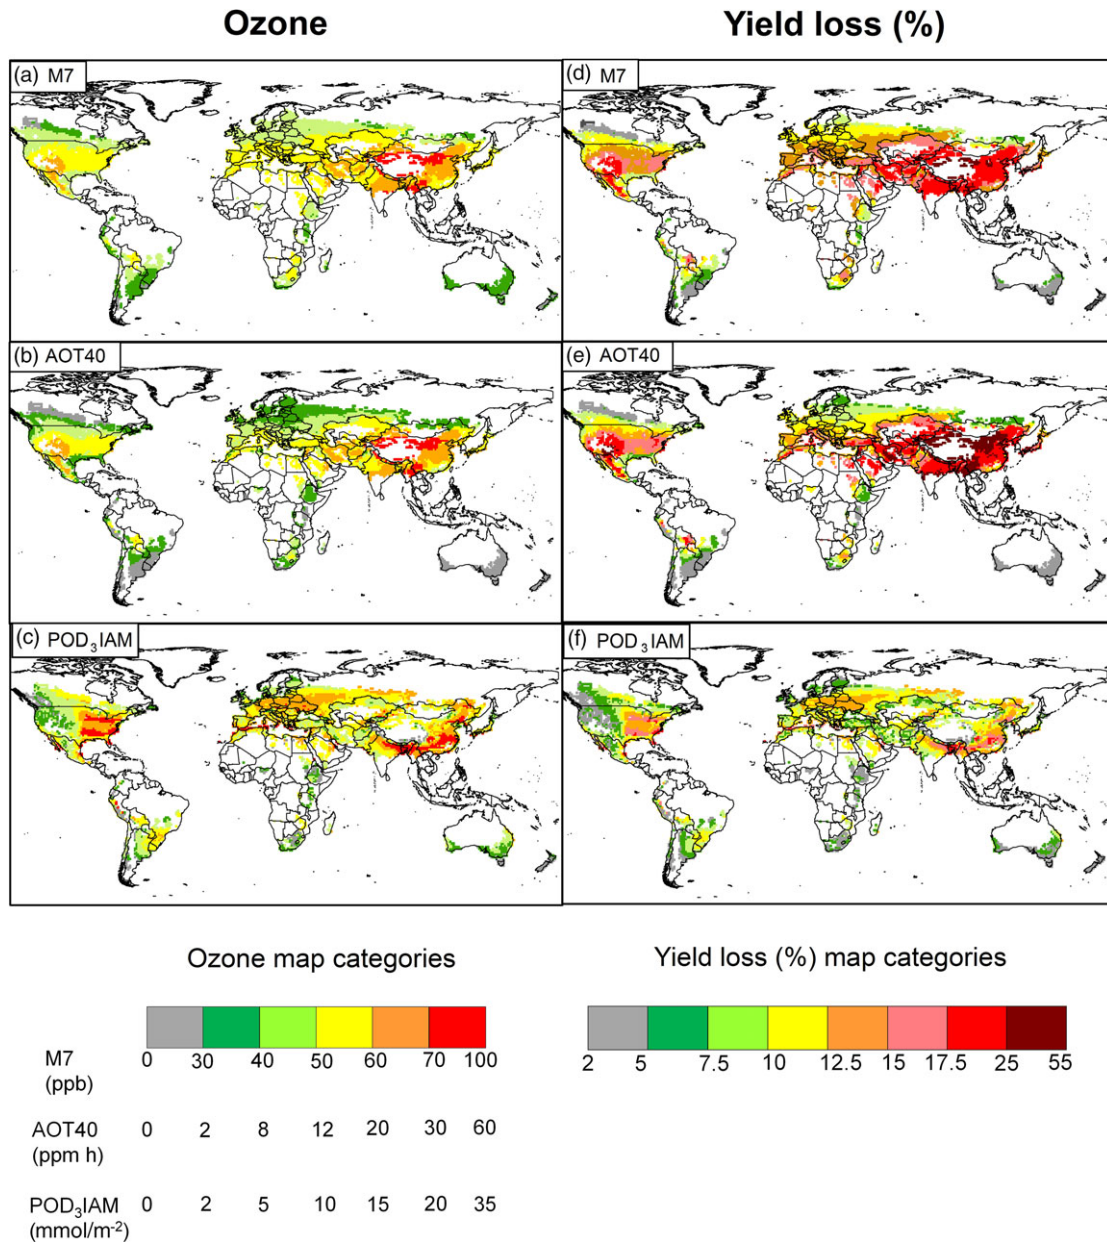 Ozone
Yield loss (%)
(a) M7
(d) M7
(b) AOT40
(e) AOT40
(c) POD₃IAM
(f) POD₃IAM
Ozone map categories
Yield loss (%) map categories
M7 (ppb) 0 30 40 50 60 70 100
2 5 7.5 10 12.5 15 17.5 25 55
AOT40 (ppm h) 0 2 8 12 20 30 60
POD₃IAM (mmol/m⁻²) 0 2 5 10 15 20 35